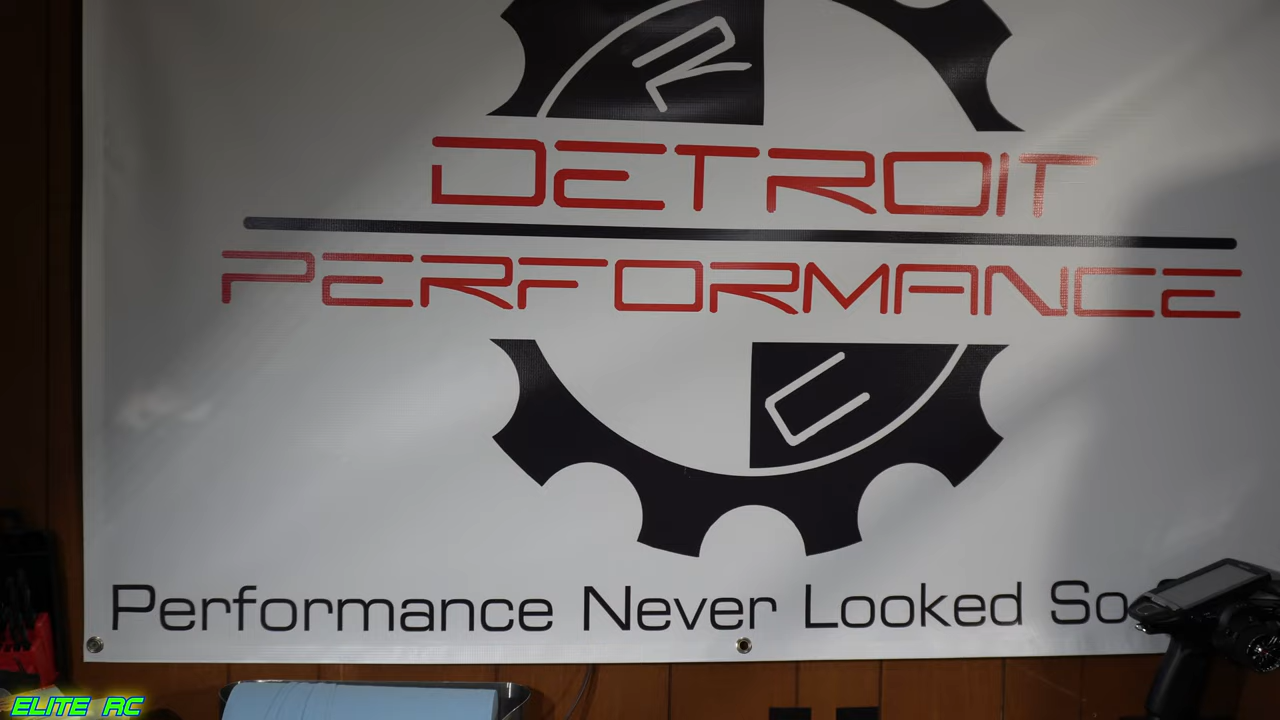 R
DETROIT
PERFORMANCE
C
Performance Never Looked So
ELITE RC